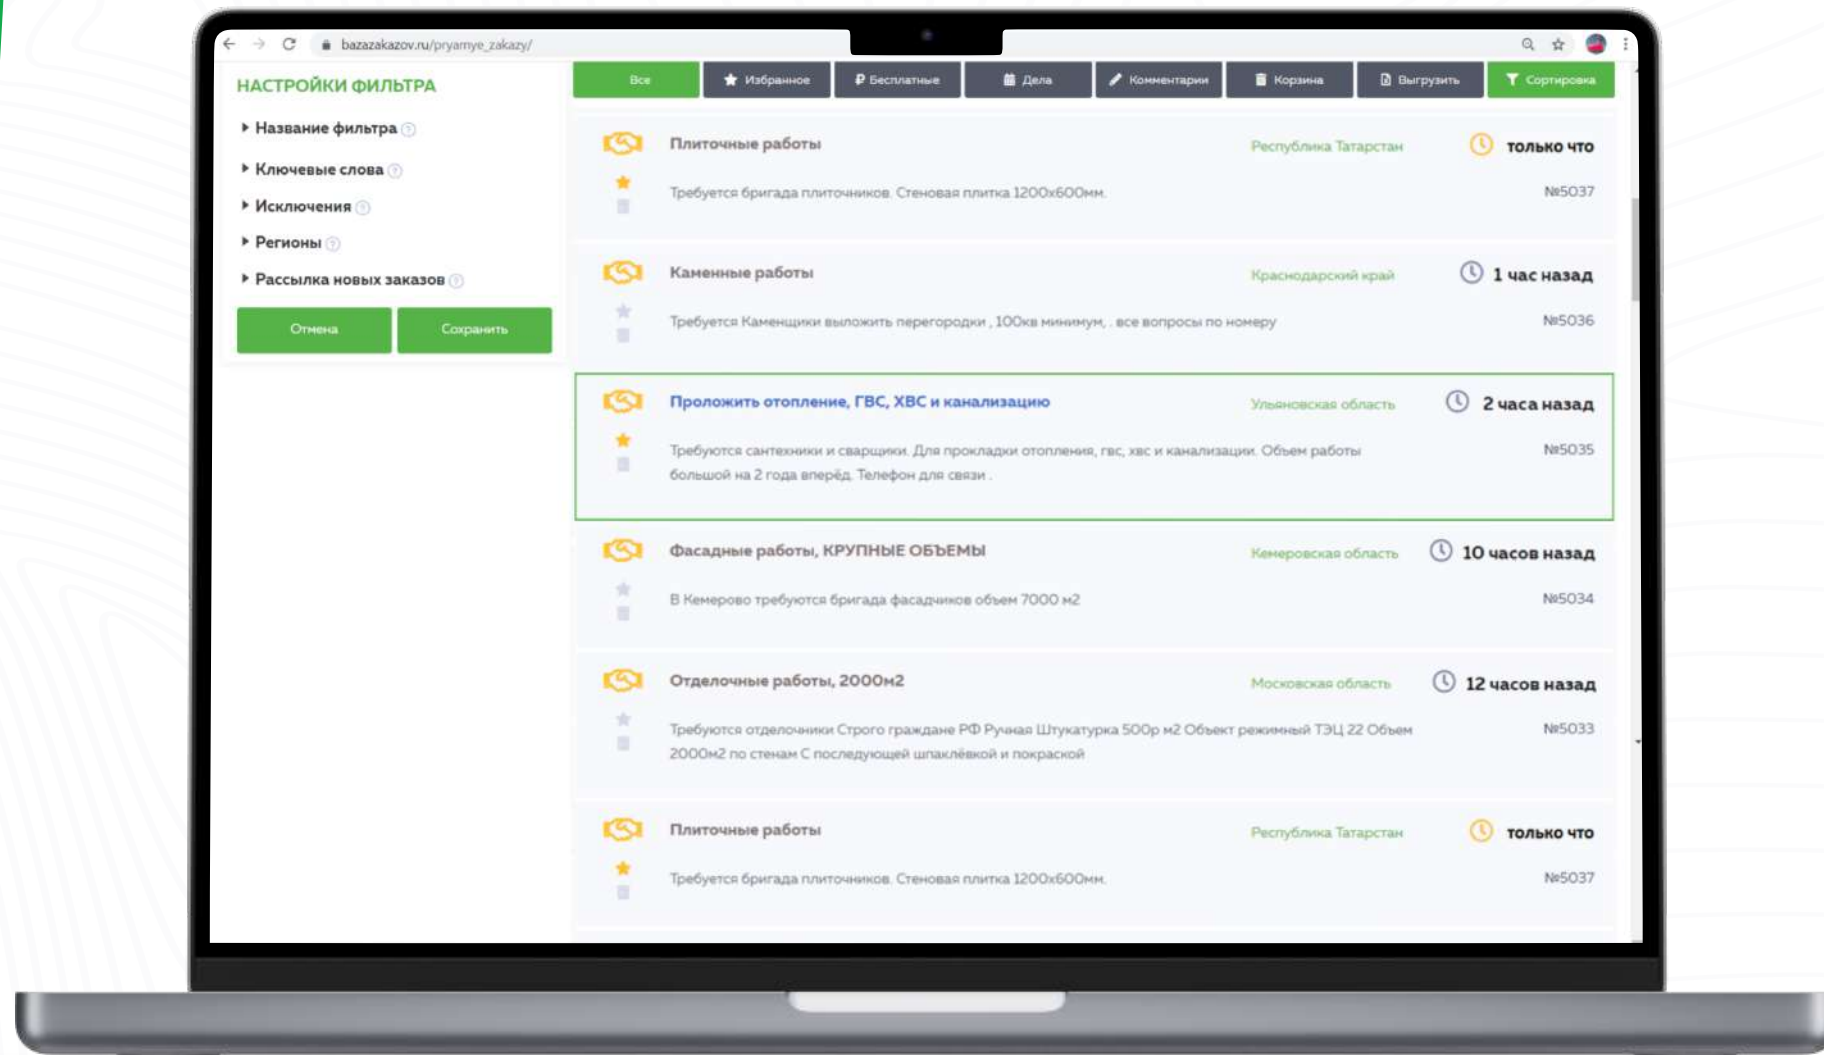 bazazakazov.ru/pryamye_zakazy/
НАСТРОЙКИ ФИЛЬТРА
Название фильтра
Ключевые слова
Исключения
Регионы
Рассылка новых заказов
Отмена Сохранить
Все Избранное Бесплатные Дела Комментарии Корзина Выгрузить Сортировка
Плиточные работы Республика Татарстан только что
Требуется бригада плиточников. Стеновая плитка 1200х600мм. №5037
Каменные работы Краснодарский край 1 час назад
Требуется Каменщики выложить перегородки , 100кв минимум, . все вопросы по номеру №5036
Проложить отопление, ГВС, ХВС и канализацию Ульяновская область 2 часа назад
Требуются сантехники и сварщики. Для прокладки отопления, гвс, хвс и канализации. Объем работы №5035
большой на 2 года вперёд. Телефон для связи .
Фасадные работы, КРУПНЫЕ ОБЪЕМЫ Кемеровская область 10 часов назад
В Кемерово требуются бригада фасадчиков объем 7000 м2 №5034
Отделочные работы, 2000м2 Московская область 12 часов назад
Требуются отделочники Строго граждане РФ Ручная Штукатурка 500р м2 Объект режимный ТЭЦ 22 Объем №5033
2000м2 по стенам С последующей шпаклёвкой и покраской
Плиточные работы Республика Татарстан только что
Требуется бригада плиточников. Стеновая плитка 1200х600мм. №5037